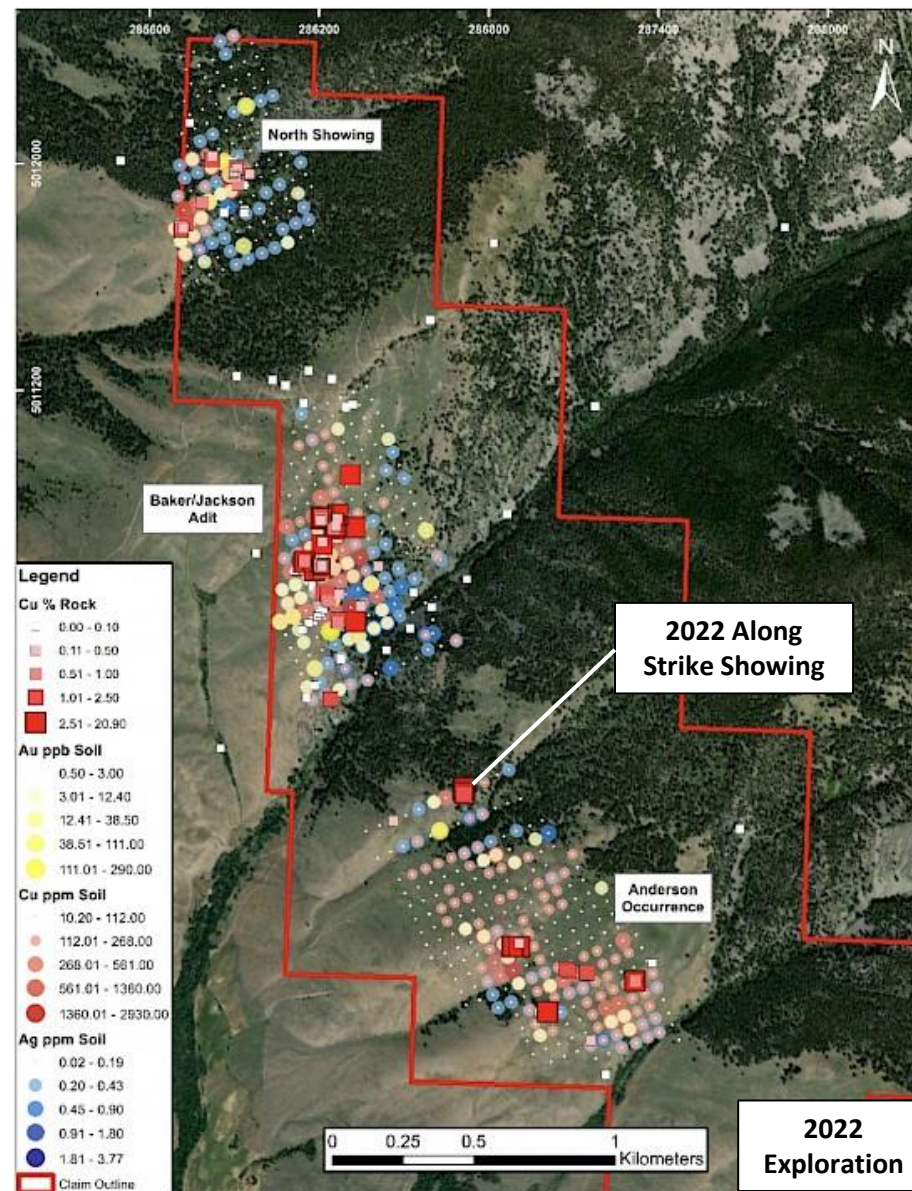 285600
286200
286800
287400
288000
N
5012000
North Showing
5011200
Baker/Jackson
Adit
2022 Along
Strike Showing
Anderson
Occurrence
Legend
Cu % Rock
0.00 - 0.10
0.11 - 0.50
0.51 - 1.00
1.01 - 2.50
2.51 - 20.90
Au ppb Soil
0.50 - 3.00
3.01 - 12.40
12.41 - 38.50
38.51 - 111.00
111.01 - 290.00
Cu ppm Soil
10.20 - 112.00
112.01 - 268.00
268.01 - 561.00
561.01 - 1360.00
1360.01 - 2930.00
Ag ppm Soil
0.02 - 0.19
0.20 - 0.43
0.45 - 0.90
0.91 - 1.80
1.81 - 3.77
Claim Outline
0 0.25 0.5 1
Kilometers
2022
Exploration